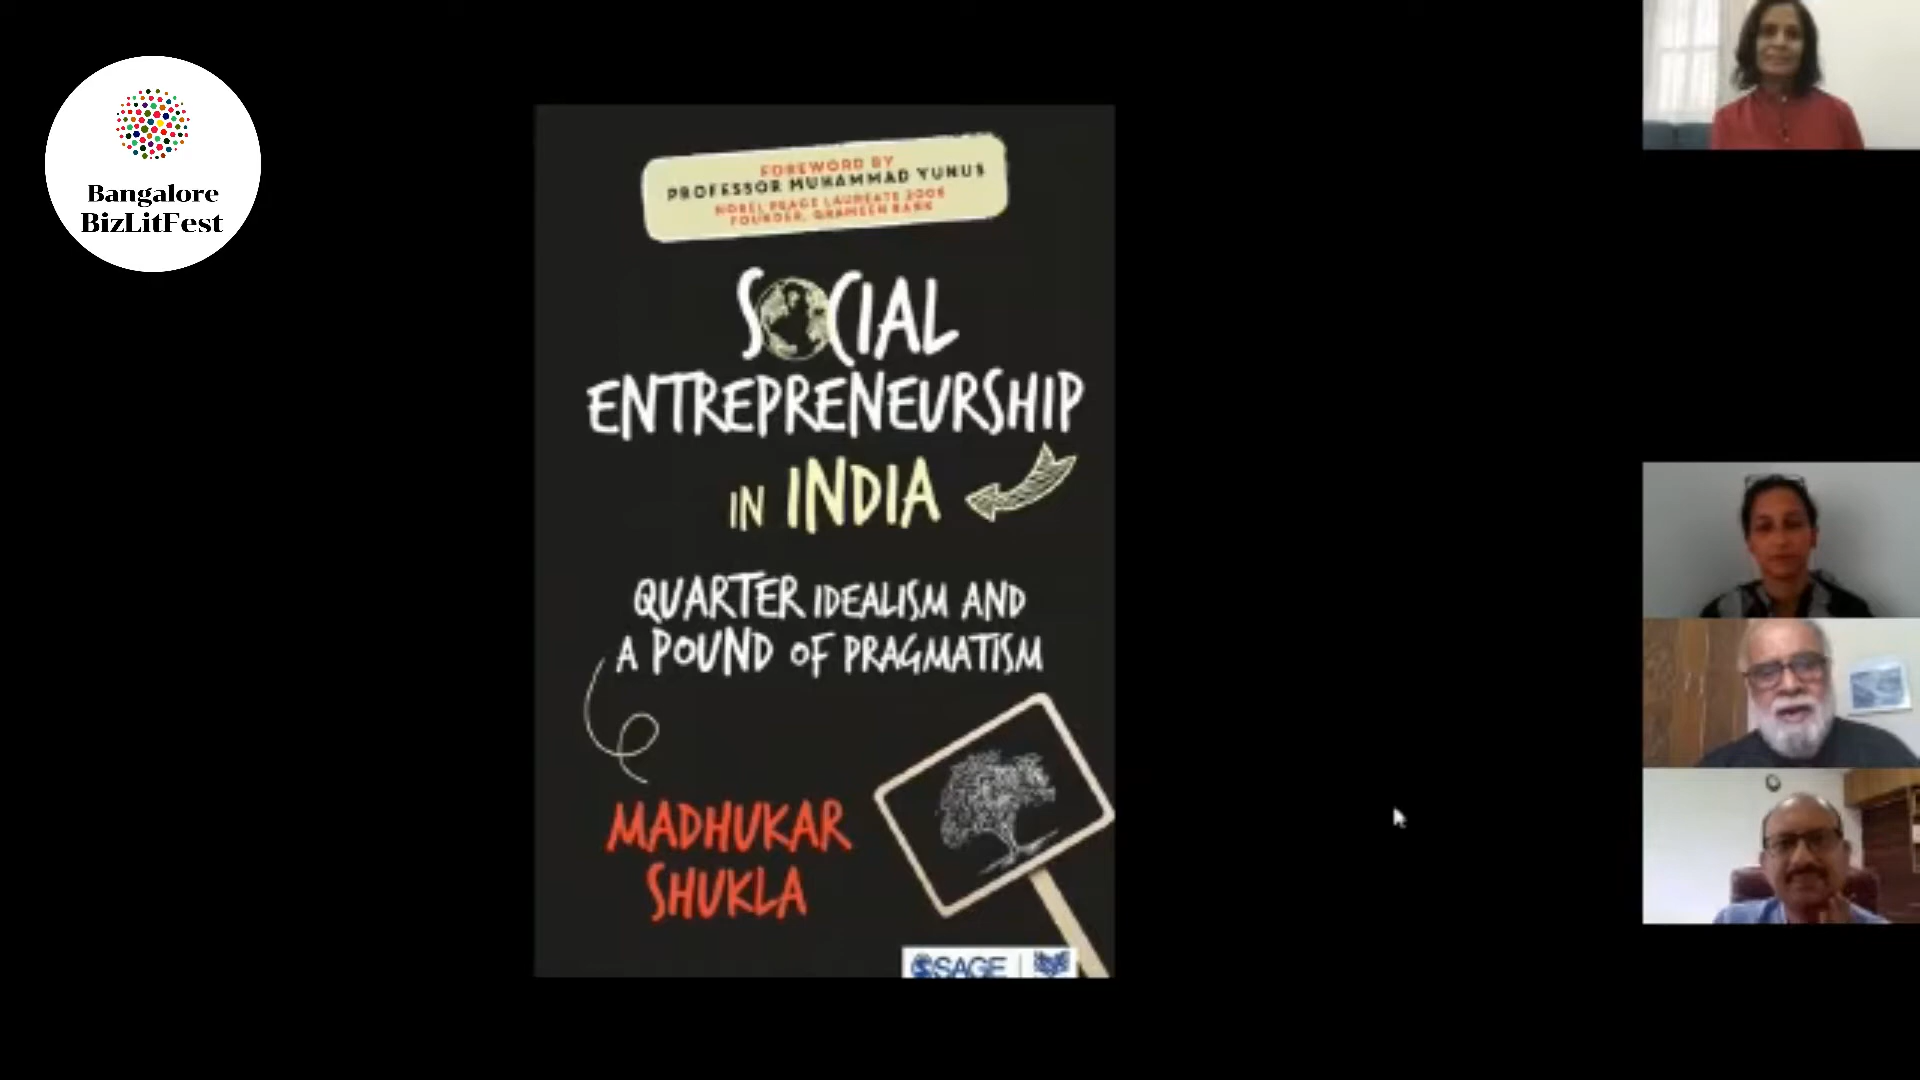 Bangalore
BizLitFest
FOREWORD BY
PROFESSOR MUHAMMAD YUNUS
NOBEL PEACE LAUREATE 2006
FOUNDER, GRAMEEN BANK
SOCIAL
ENTREPRENEURSHIP
IN INDIA
QUARTER IDEALISM AND
A POUND OF PRAGMATISM
MADHUKAR
SHUKLA
SAGE